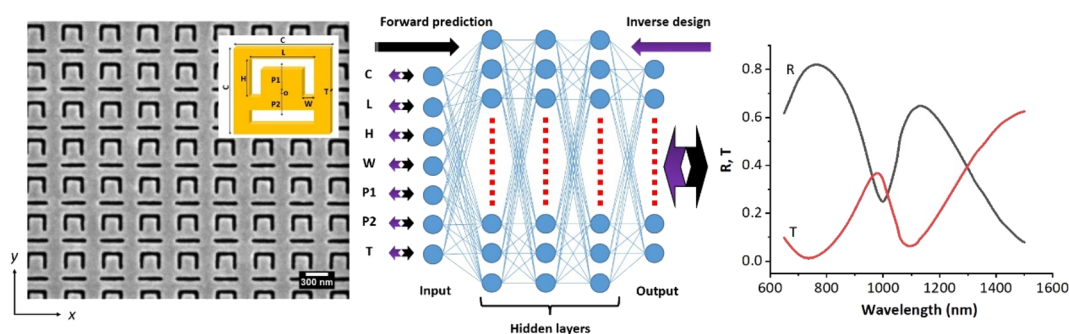 C
L
H
P1
o
T
C
P2
W
y
x
300 nm
Forward prediction
Inverse design
C
L
H
W
P1
P2
T
Input
Output
Hidden layers
R, T
0.8
0.6
0.4
0.2
0.0
R
T
600
800
1000
1200
1400
1600
Wavelength (nm)